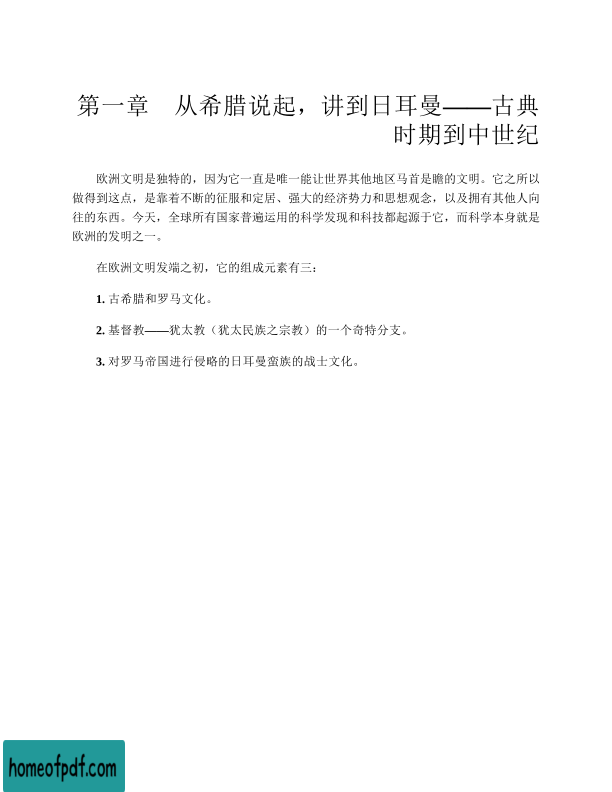 第一章　从希腊说起，讲到日耳曼——古典
时期到中世纪
欧洲文明是独特的，因为它一直是唯一能让世界其他地区马首是瞻的文明。它之所以
做得到这点，是靠着不断的征服和定居、强大的经济势力和思想观念，以及拥有其他人向
往的东西。今天，全球所有国家普遍运用的科学发现和科技都起源于它，而科学本身就是
欧洲的发明之一。
在欧洲文明发端之初，它的组成元素有三：
1. 古希腊和罗马文化。
2. 基督教——犹太教（犹太民族之宗教）的一个奇特分支。
3. 对罗马帝国进行侵略的日耳曼蛮族的战士文化。
homeofpdf.com